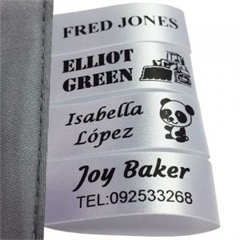 FRED JONES
ELLIOT
GREEN
Isabella
López
Joy Baker
TEL:092533268